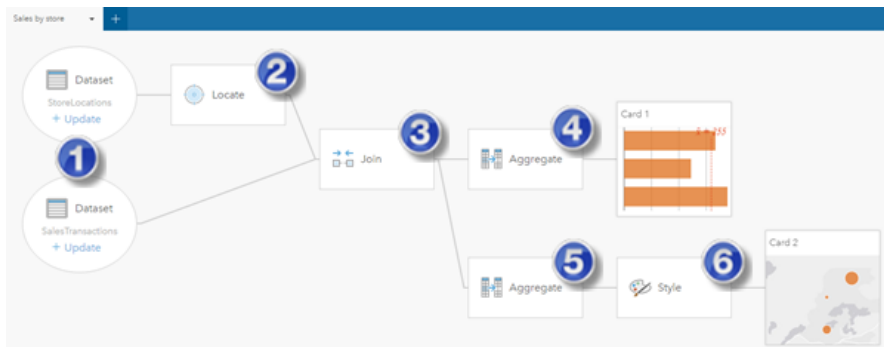 Sales by store
+
Dataset
StoreLocations
+ Update
1
Dataset
SalesTransactions
+ Update
Locate
2
Join
3
Aggregate
4
Card 1
x̄ = 255
Aggregate
5
Style
6
Card 2